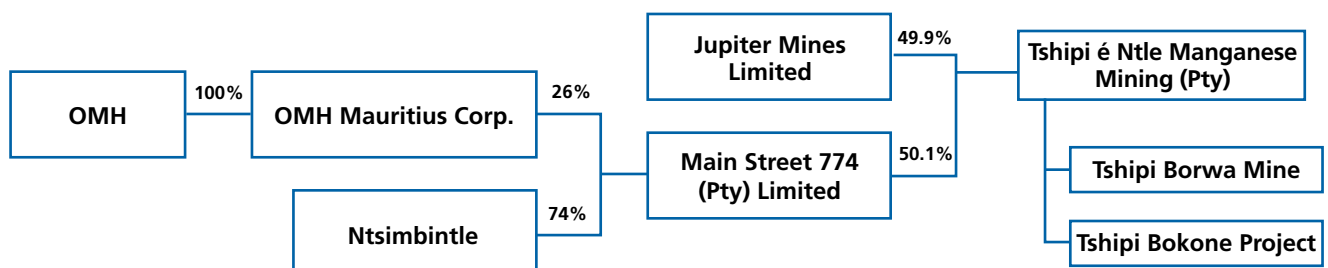 OMH
100%
OMH Mauritius Corp.
26%
Ntsimbintle
74%
Jupiter Mines
Limited
49.9%
Main Street 774
(Pty) Limited
50.1%
Tshipi é Ntle Manganese
Mining (Pty)
Tshipi Borwa Mine
Tshipi Bokone Project